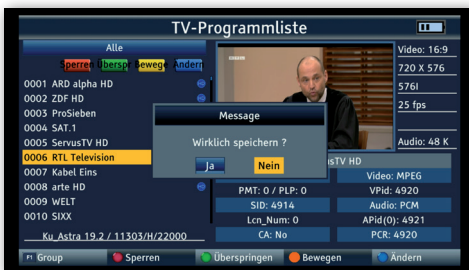 TV-Programmliste
Alle
Sperren Überspr Bewege Ändern
0001 ARD alpha HD
0002 ZDF HD
0003 ProSieben
0004 SAT.1
0005 ServusTV HD
0006 RTL Television
0007 Kabel Eins
0008 arte HD
0009 WELT
0010 SIXX
Ku_Astra 19.2 / 11303/H/22000
Video: 16:9
720 X 576
576I
25 fps
Audio: 48 K
Message
Wirklich speichern ?
Ja
Nein
usTV HD
Video: MPEG
PMT: 0 / PLP: 0
VPid: 4920
SID: 4914
Audio: PCM
Lcn_Num: 0
APid(0): 4921
CA: No
PCR: 4920
F1 Group
Sperren
Überspringen
Bewegen
Ändern